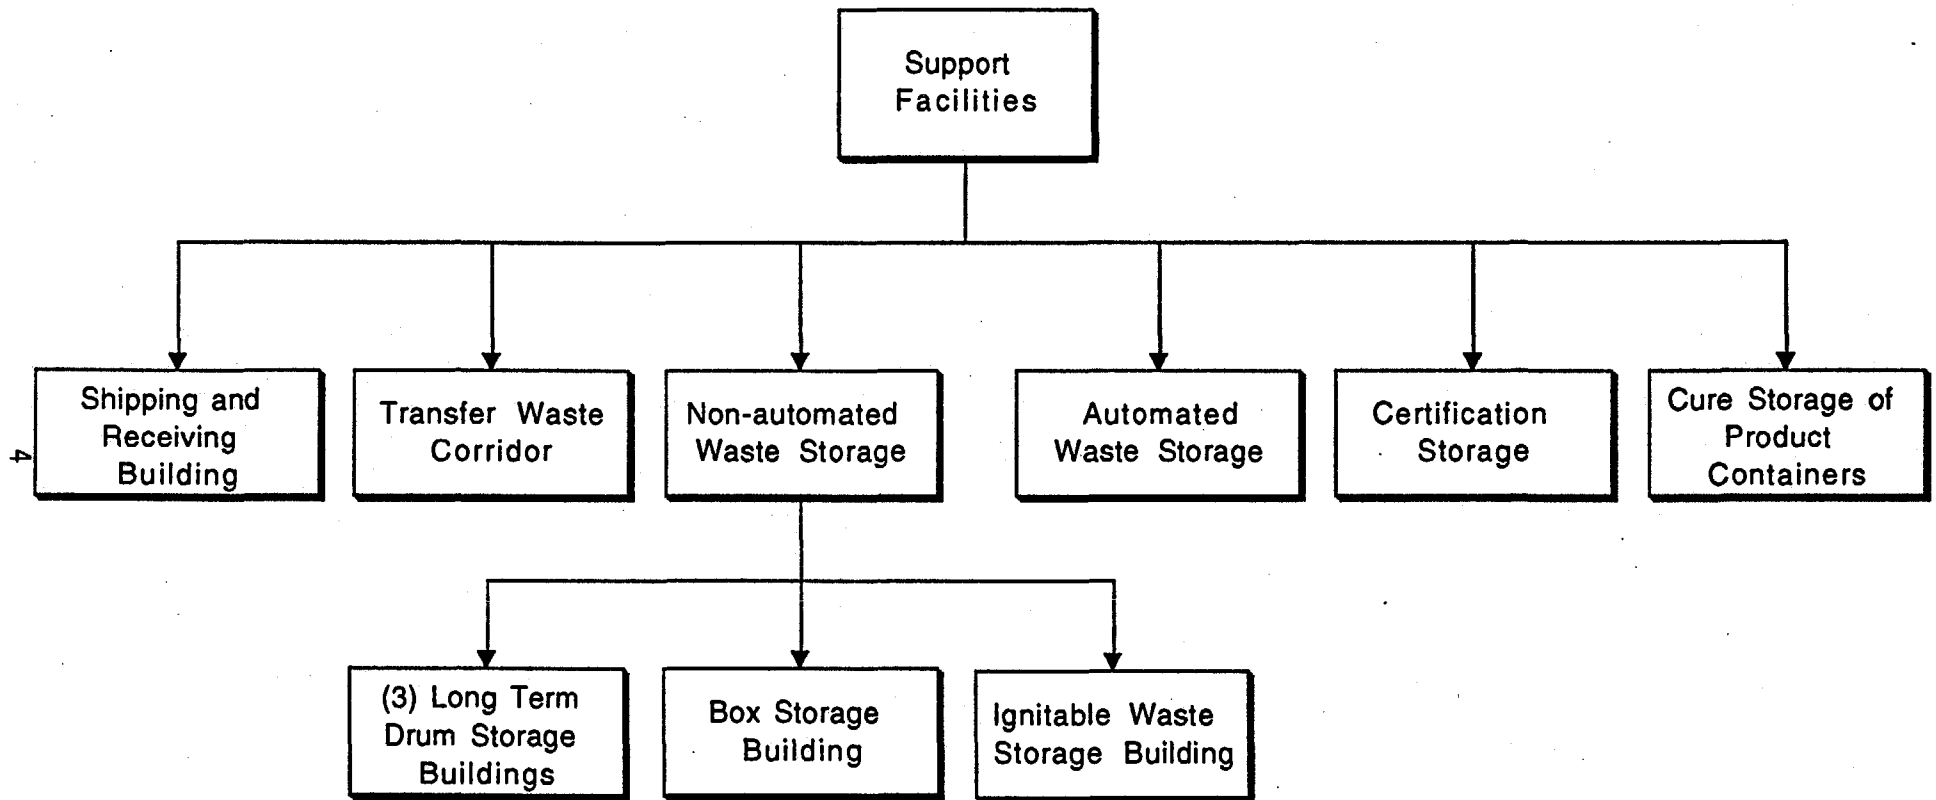 Support
Facilities
Shipping and
Receiving
Building
Transfer Waste
Corridor
Non-automated
Waste Storage
Automated
Waste Storage
Certification
Storage
Cure Storage of
Product
Containers
4
(3) Long Term
Drum Storage
Buildings
Box Storage
Building
Ignitable Waste
Storage Building